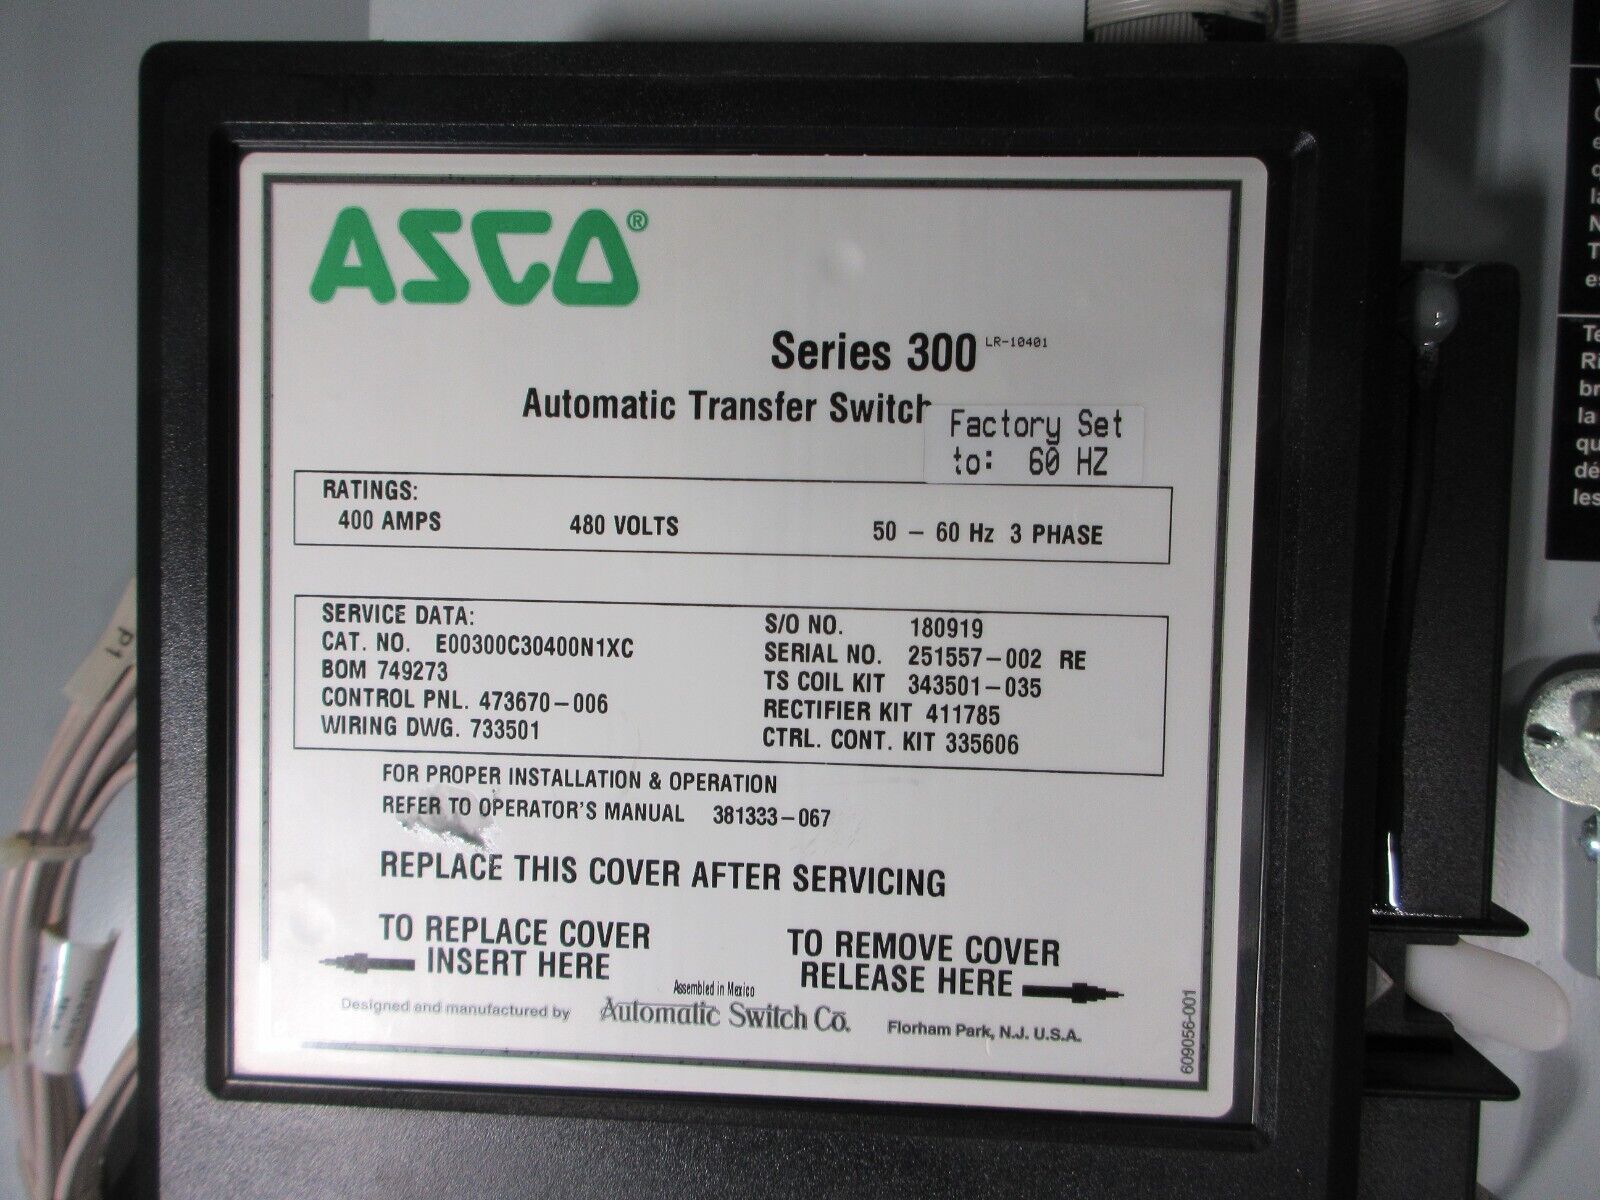 ASCO®
Series 300 LR-10401
Automatic Transfer Switch
Factory Set
to: 60 HZ
RATINGS:
400 AMPS 480 VOLTS 50 – 60 Hz 3 PHASE
SERVICE DATA:
CAT. NO. E00300C30400N1XC
BOM 749273
CONTROL PNL. 473670–006
WIRING DWG. 733501
S/O NO. 180919
SERIAL NO. 251557–002 RE
TS COIL KIT 343501–035
RECTIFIER KIT 411785
CTRL. CONT. KIT 335606
FOR PROPER INSTALLATION & OPERATION
REFER TO OPERATOR'S MANUAL 381333–067
REPLACE THIS COVER AFTER SERVICING
TO REPLACE COVER
INSERT HERE
TO REMOVE COVER
RELEASE HERE
Assembled in Mexico
Designed and manufactured by Automatic Switch Co. Florham Park, N.J. U.S.A.
609056-001
P1
la
qu
les